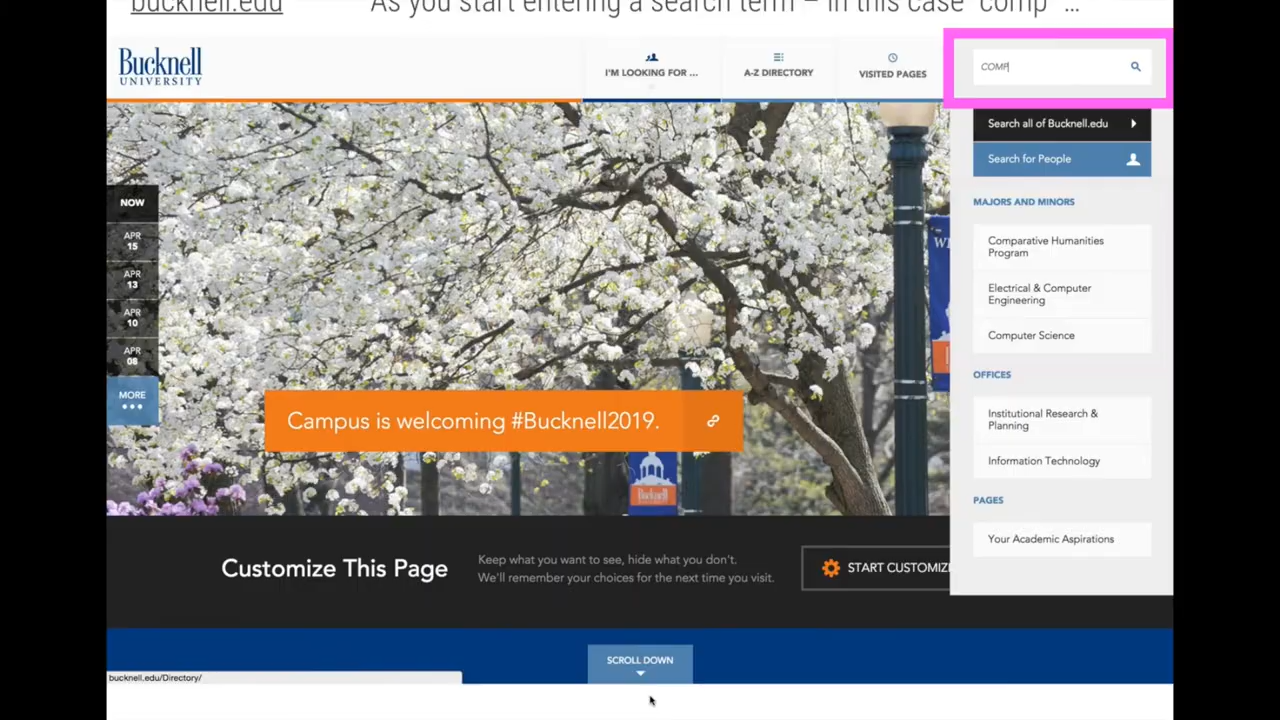 bucknell.edu
As you start entering a search term – in this case "comp" ...
Bucknell
UNIVERSITY
I'M LOOKING FOR ...
A-Z DIRECTORY
VISITED PAGES
COMP
Search all of Bucknell.edu
Search for People
MAJORS AND MINORS
Comparative Humanities
Program
Electrical & Computer
Engineering
Computer Science
OFFICES
Institutional Research &
Planning
Information Technology
PAGES
Your Academic Aspirations
NOW
APR
15
APR
13
APR
10
APR
08
MORE
Campus is welcoming #Bucknell2019.
Bucknell
Customize This Page
Keep what you want to see, hide what you don't.
We'll remember your choices for the next time you visit.
START CUSTOMIZI
SCROLL DOWN
bucknell.edu/Directory/